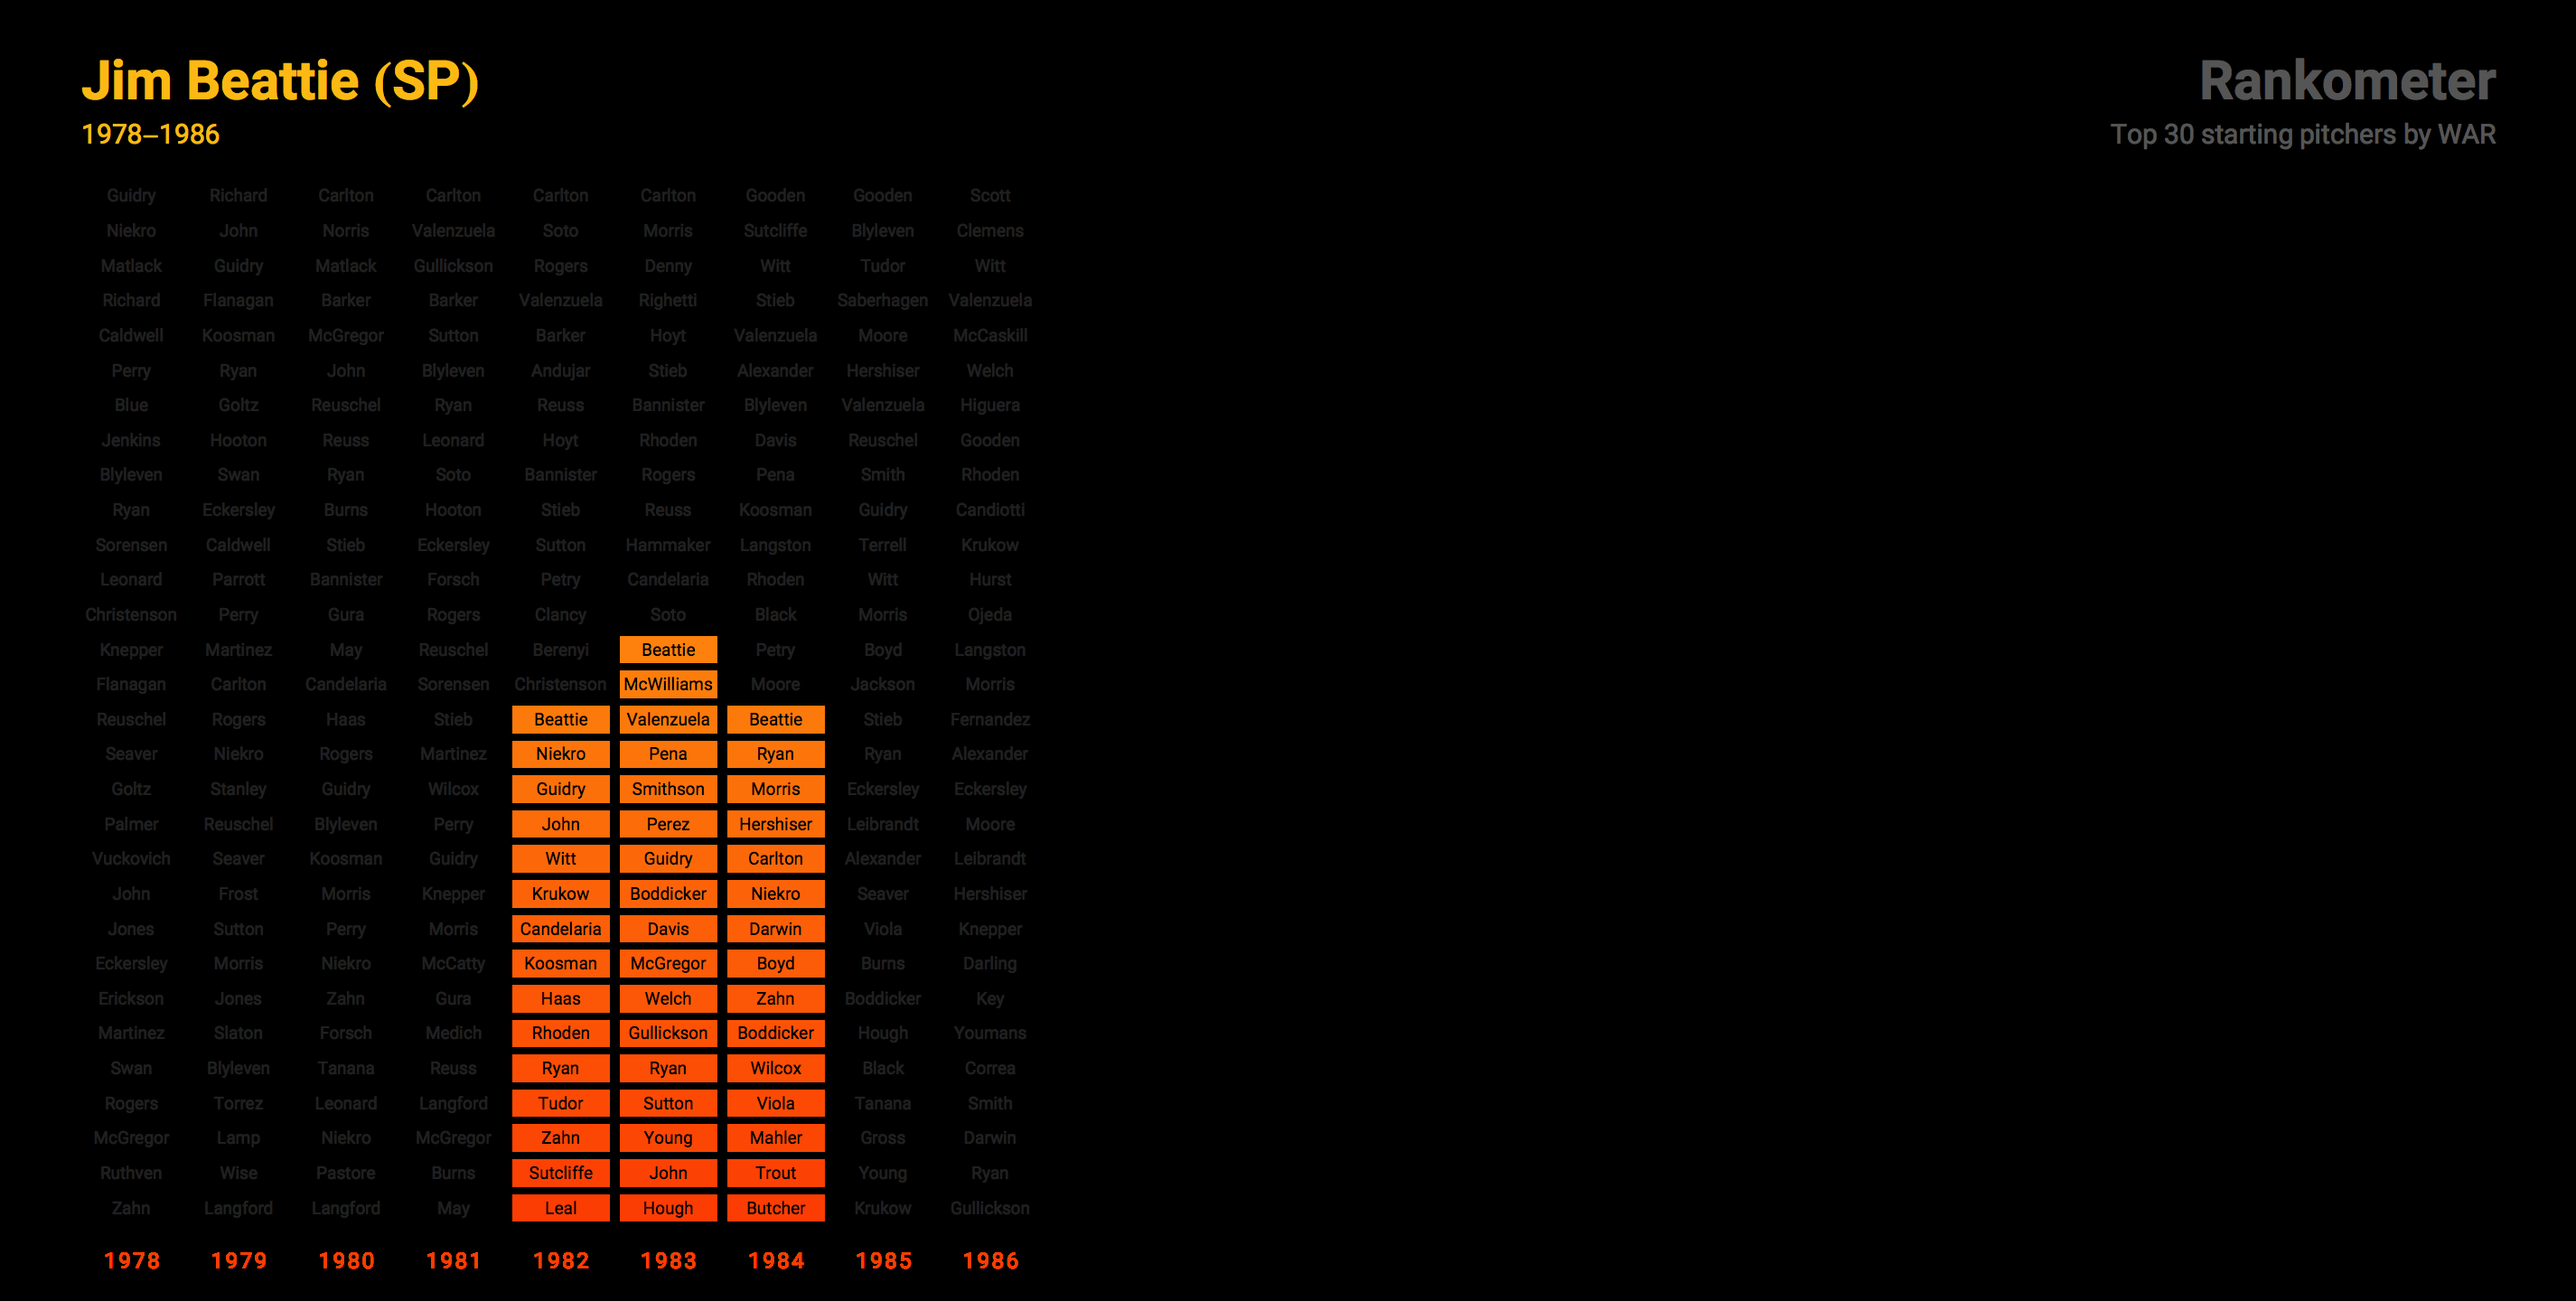 Jim Beattie (SP)
1978–1986
Rankometer
Top 30 starting pitchers by WAR
Guidry Richard Carlton Carlton Carlton Carlton Gooden Gooden Scott
Niekro John Norris Valenzuela Soto Morris Sutcliffe Blyleven Clemens
Matlack Guidry Matlack Gullickson Rogers Denny Witt Tudor Witt
Richard Flanagan Barker Barker Valenzuela Righetti Stieb Saberhagen Valenzuela
Caldwell Koosman McGregor Sutton Barker Hoyt Valenzuela Moore McCaskill
Perry Ryan John Blyleven Andujar Stieb Alexander Hershiser Welch
Blue Goltz Reuschel Ryan Reuss Bannister Blyleven Valenzuela Higuera
Jenkins Hooton Reuss Leonard Hoyt Rhoden Davis Reuschel Gooden
Blyleven Swan Ryan Soto Bannister Rogers Pena Smith Rhoden
Ryan Eckersley Burns Hooton Stieb Reuss Koosman Guidry Candiotti
Sorensen Caldwell Stieb Eckersley Sutton Hammaker Langston Terrell Krukow
Leonard Parrott Bannister Forsch Petry Candelaria Rhoden Witt Hurst
Christenson Perry Gura Rogers Clancy Soto Black Morris Ojeda
Knepper Martinez May Reuschel Berenyi Beattie Petry Boyd Langston
Flanagan Carlton Candelaria Sorensen Christenson McWilliams Moore Jackson Morris
Reuschel Rogers Haas Stieb Beattie Valenzuela Beattie Stieb Fernandez
Seaver Niekro Rogers Martinez Niekro Pena Ryan Ryan Alexander
Goltz Stanley Guidry Wilcox Guidry Smithson Morris Eckersley Eckersley
Palmer Reuschel Blyleven Perry John Perez Hershiser Leibrandt Moore
Vuckovich Seaver Koosman Guidry Witt Guidry Carlton Alexander Leibrandt
John Frost Morris Knepper Krukow Boddicker Niekro Seaver Hershiser
Jones Sutton Perry Morris Candelaria Davis Darwin Viola Knepper
Eckersley Morris Niekro McCatty Koosman McGregor Boyd Burns Darling
Erickson Jones Zahn Gura Haas Welch Zahn Boddicker Key
Martinez Slaton Forsch Medich Rhoden Gullickson Boddicker Hough Youmans
Swan Blyleven Tanana Reuss Ryan Ryan Wilcox Black Correa
Rogers Torrez Leonard Langford Tudor Sutton Viola Tanana Smith
McGregor Lamp Niekro McGregor Zahn Young Mahler Gross Darwin
Ruthven Wise Pastore Burns Sutcliffe John Trout Young Ryan
Zahn Langford Langford May Leal Hough Butcher Krukow Gullickson
1978 1979 1980 1981 1982 1983 1984 1985 1986